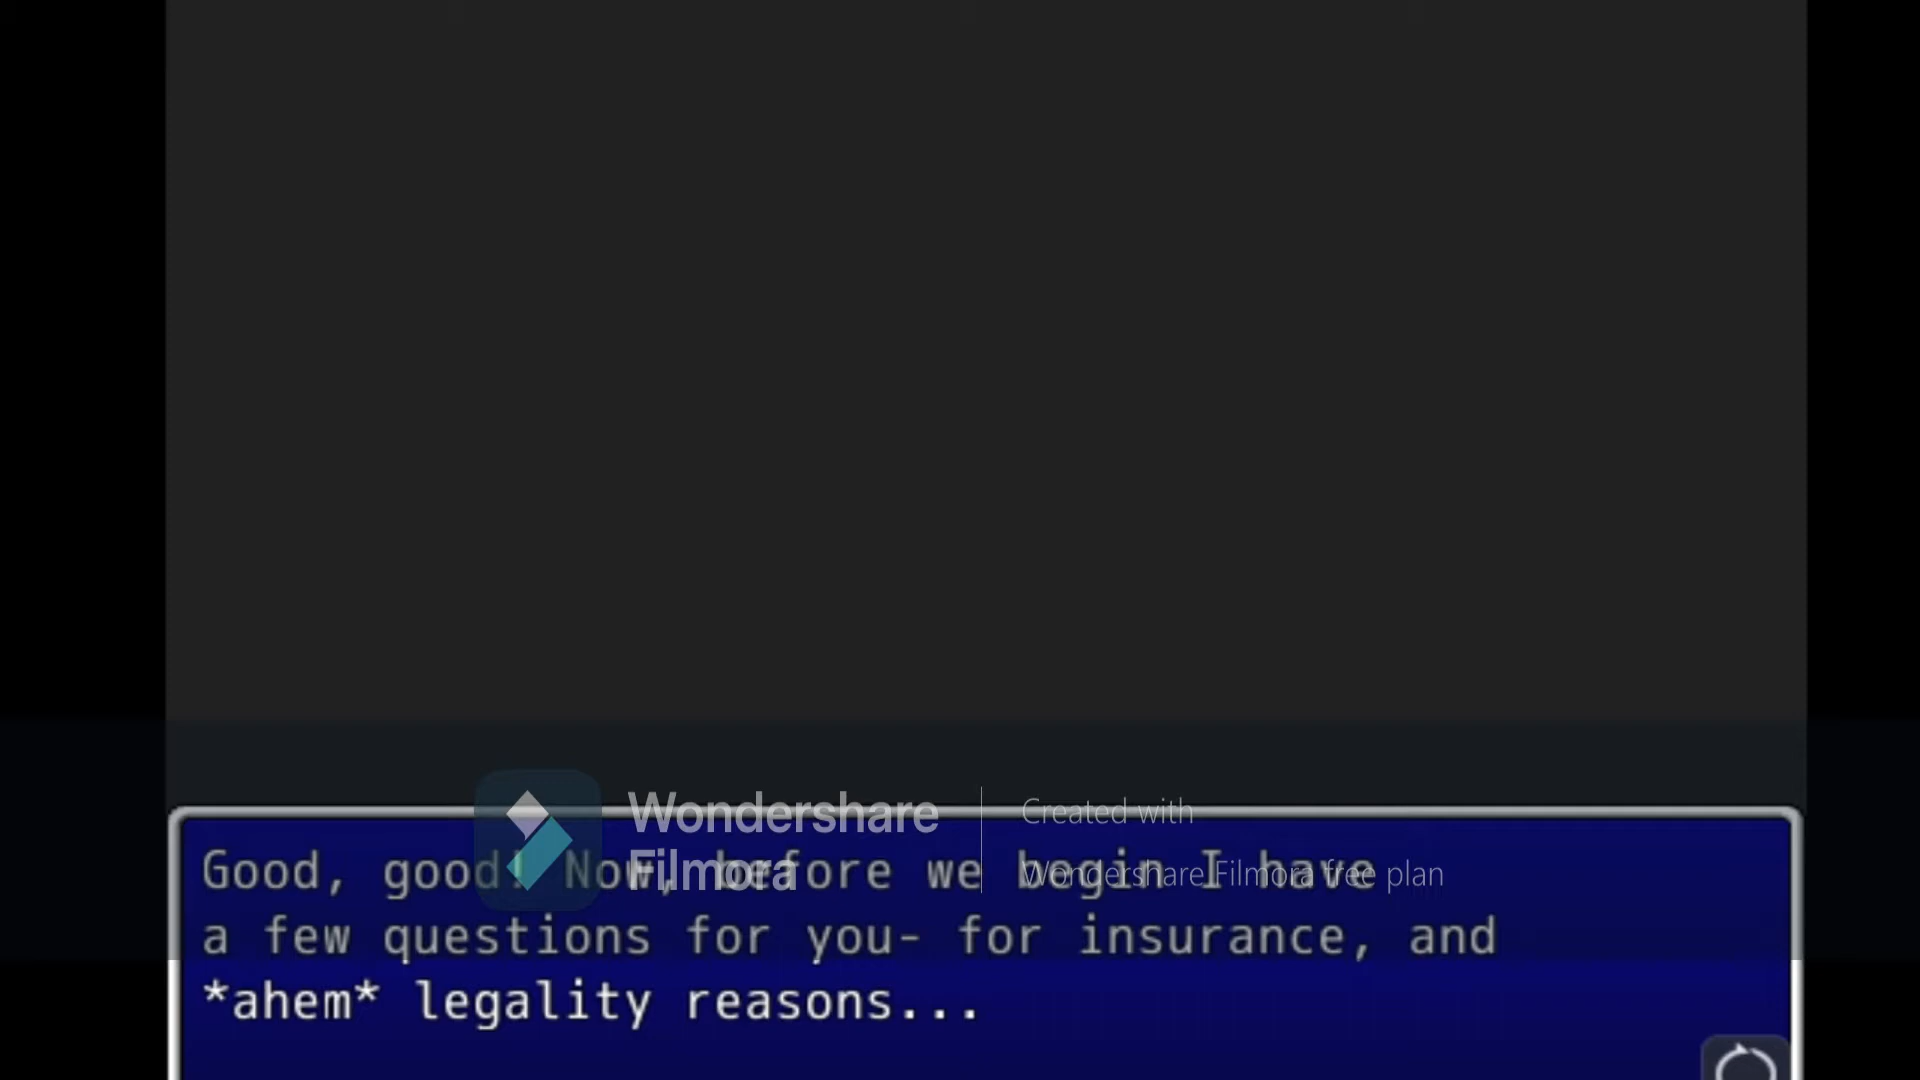 Wondershare
Filmora
Created with
Wondershare Filmora free plan
Good, good! Now, before we begin I have
a few questions for you- for insurance, and
*ahem* legality reasons...